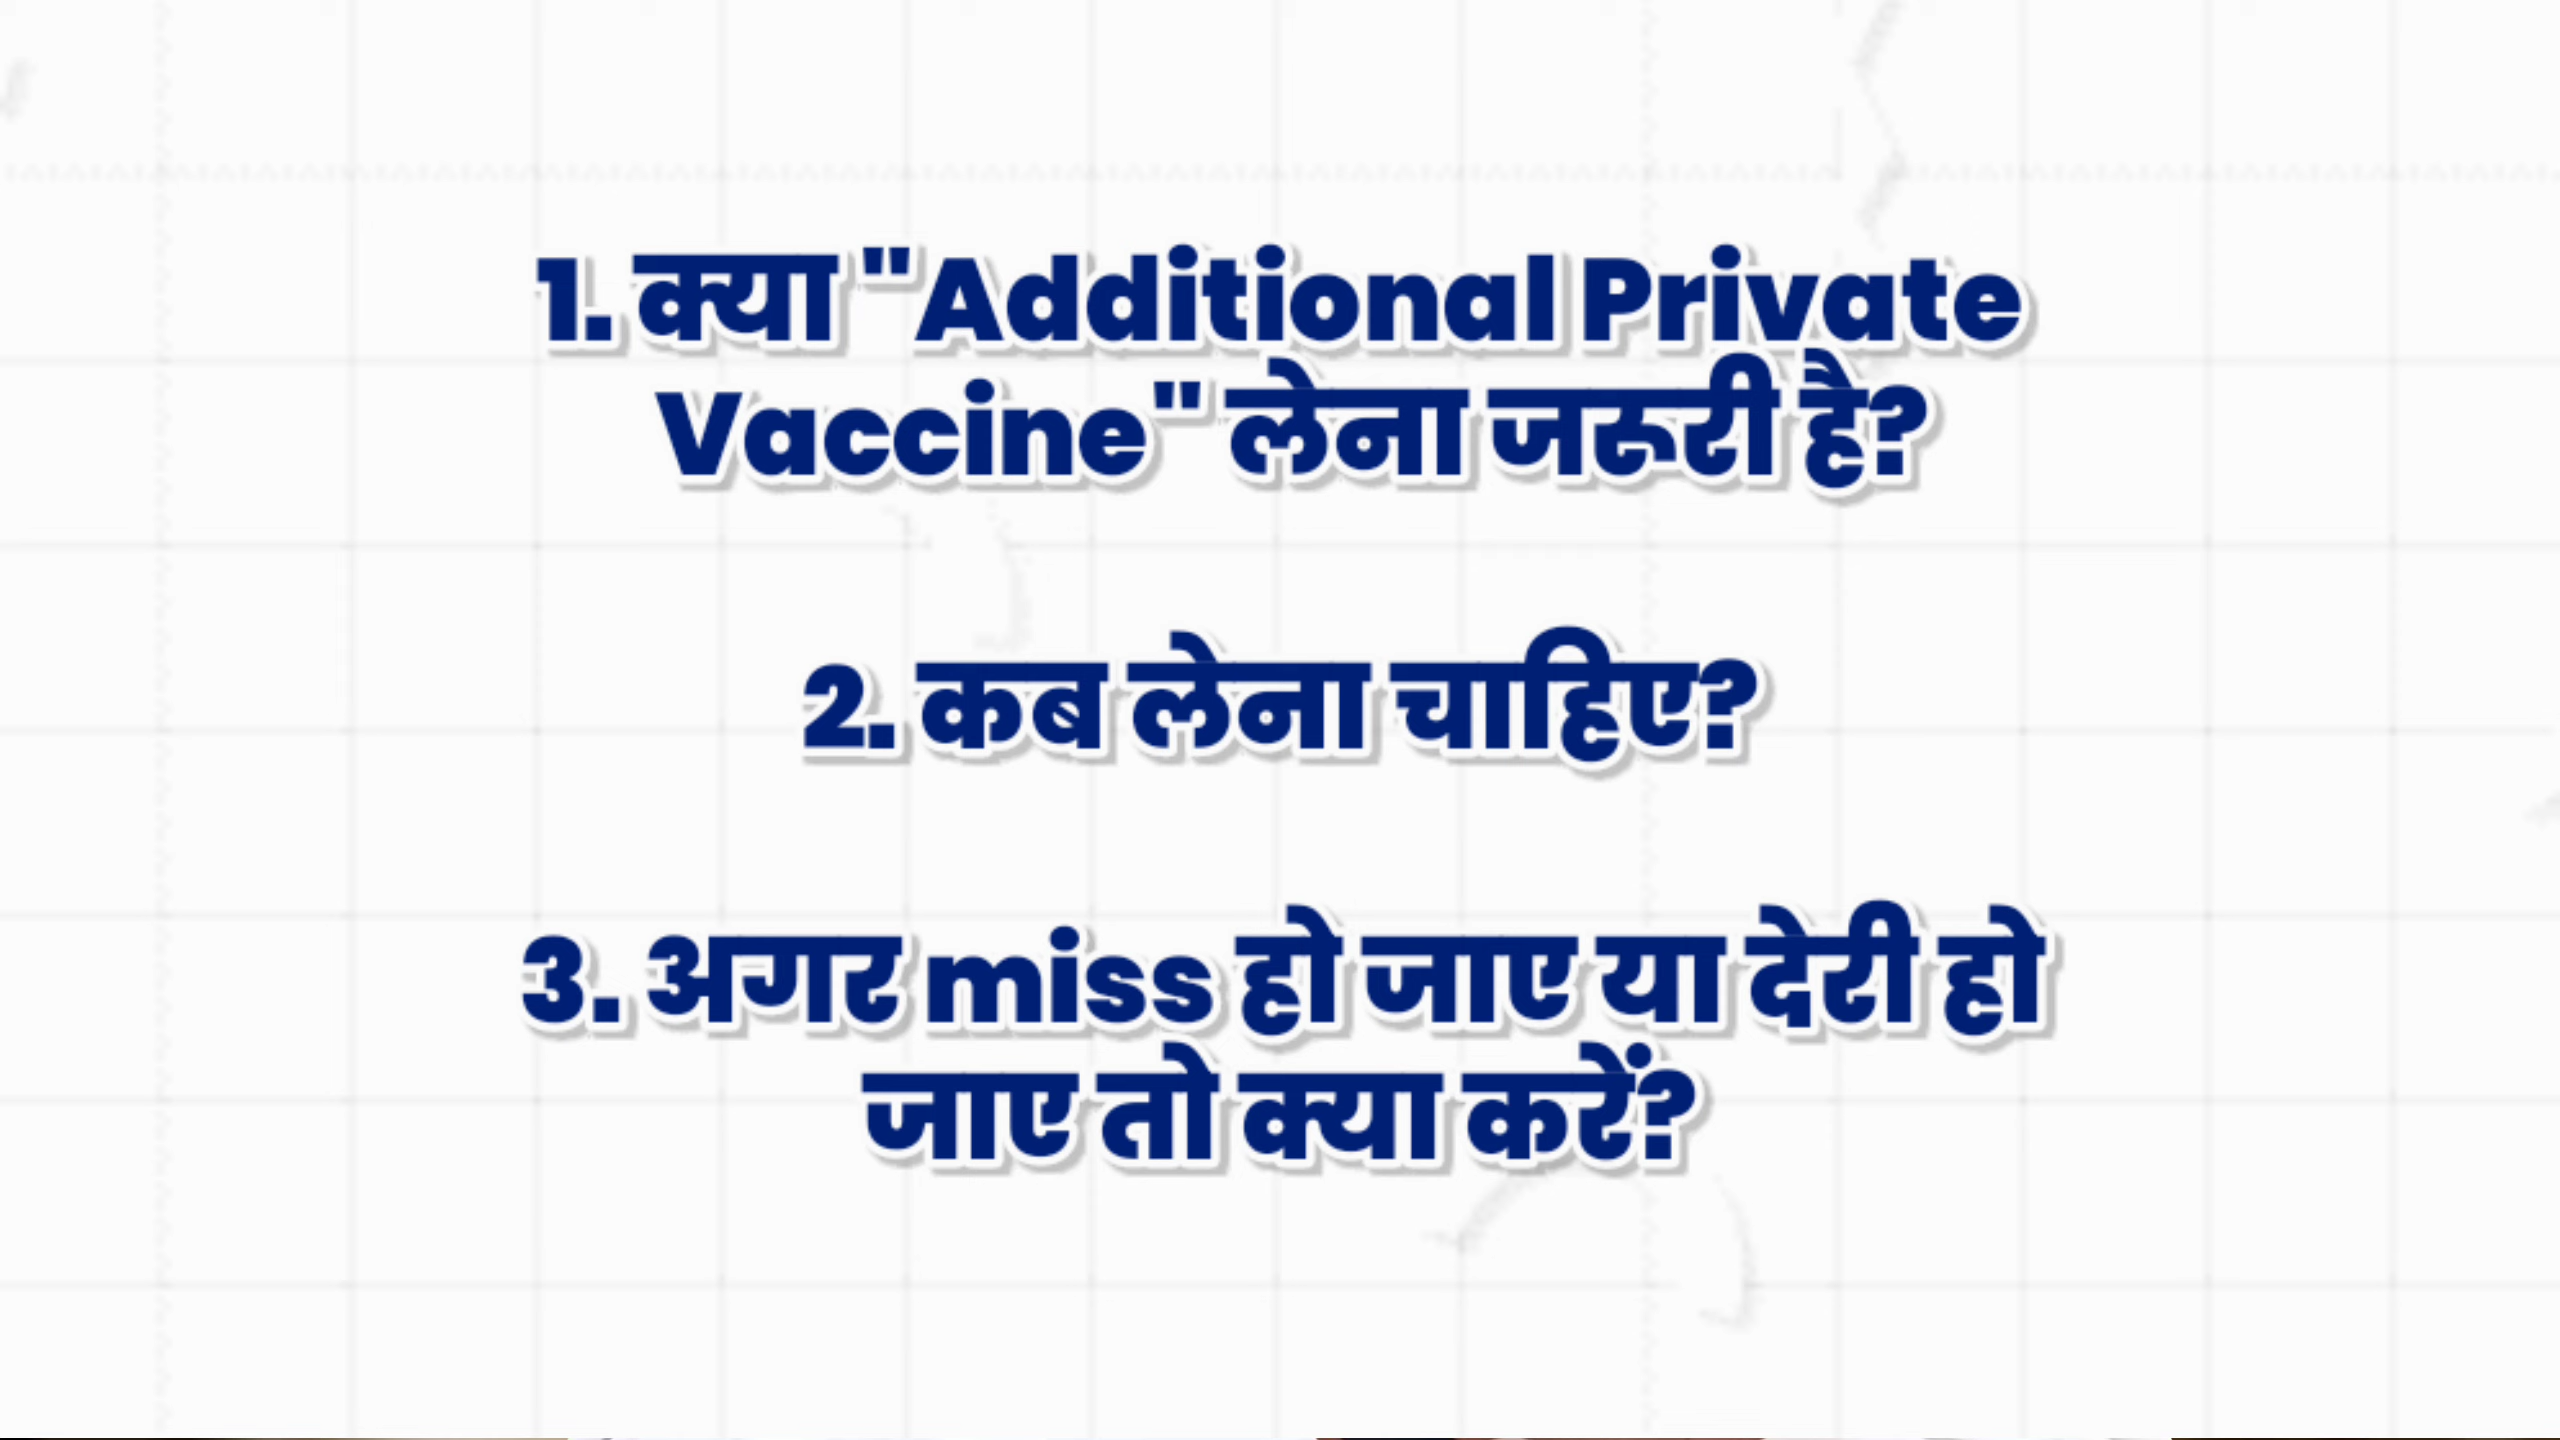 1. क्या "Additional Private
Vaccine" लेना जरूरी है?
2. कब लेना चाहिए?
3. अगर miss हो जाए या देरी हो
जाए तो क्या करें?